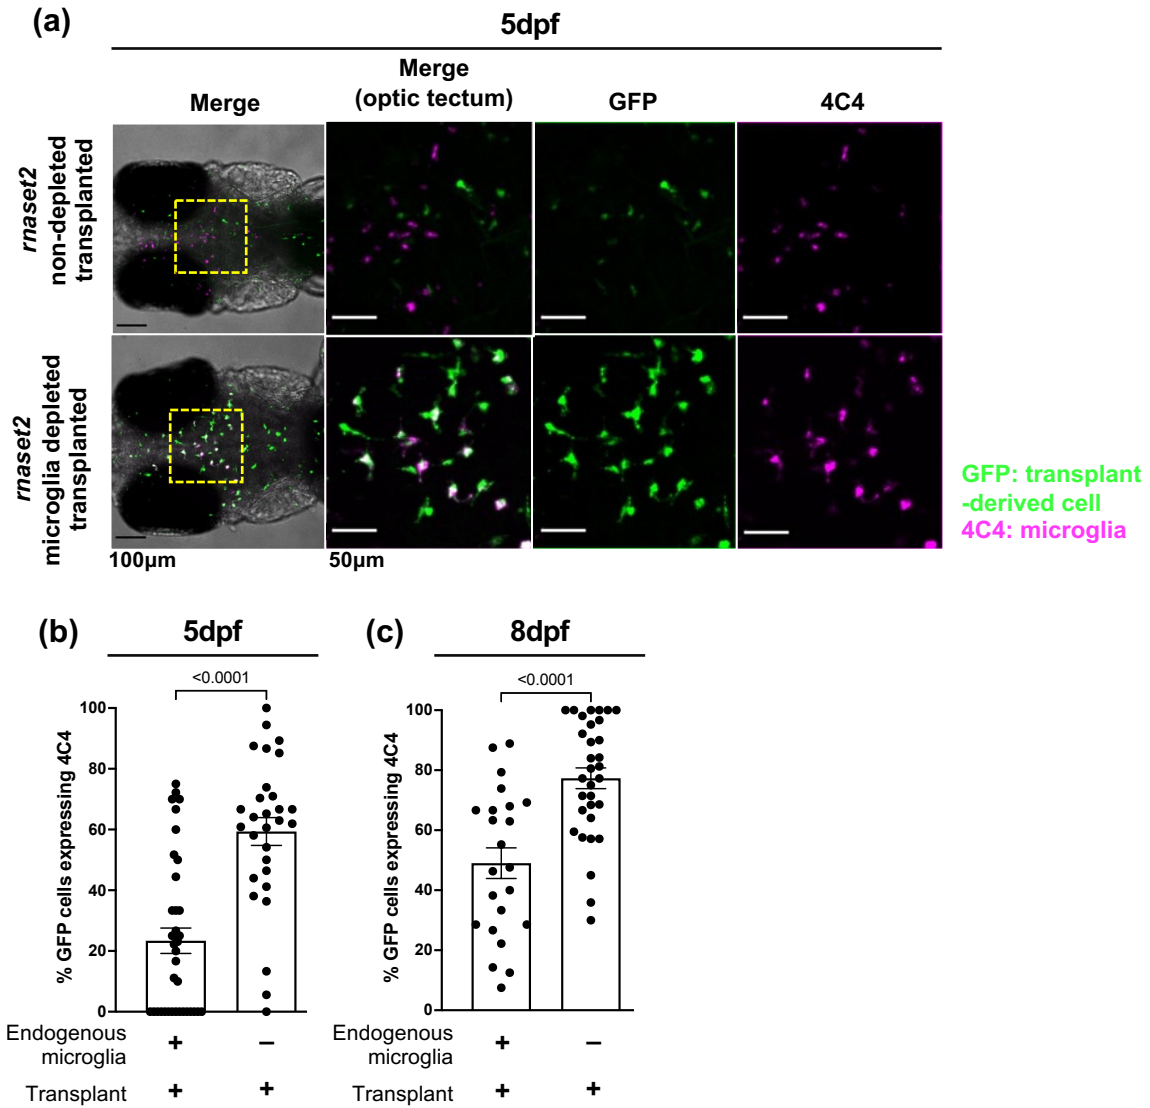 (a)
5dpf
Merge
Merge
(optic tectum)
GFP
4C4
rnaset2
non-depleted
transplanted
rnaset2
microglia depleted
transplanted
100µm
50µm
GFP: transplant
-derived cell
4C4: microglia
(b)
5dpf
<0.0001
% GFP cells expressing 4C4
100
80
60
40
20
0
Endogenous
microglia
+
−
Transplant
+
+
(c)
8dpf
<0.0001
% GFP cells expressing 4C4
100
80
60
40
20
0
Endogenous
microglia
+
−
Transplant
+
+